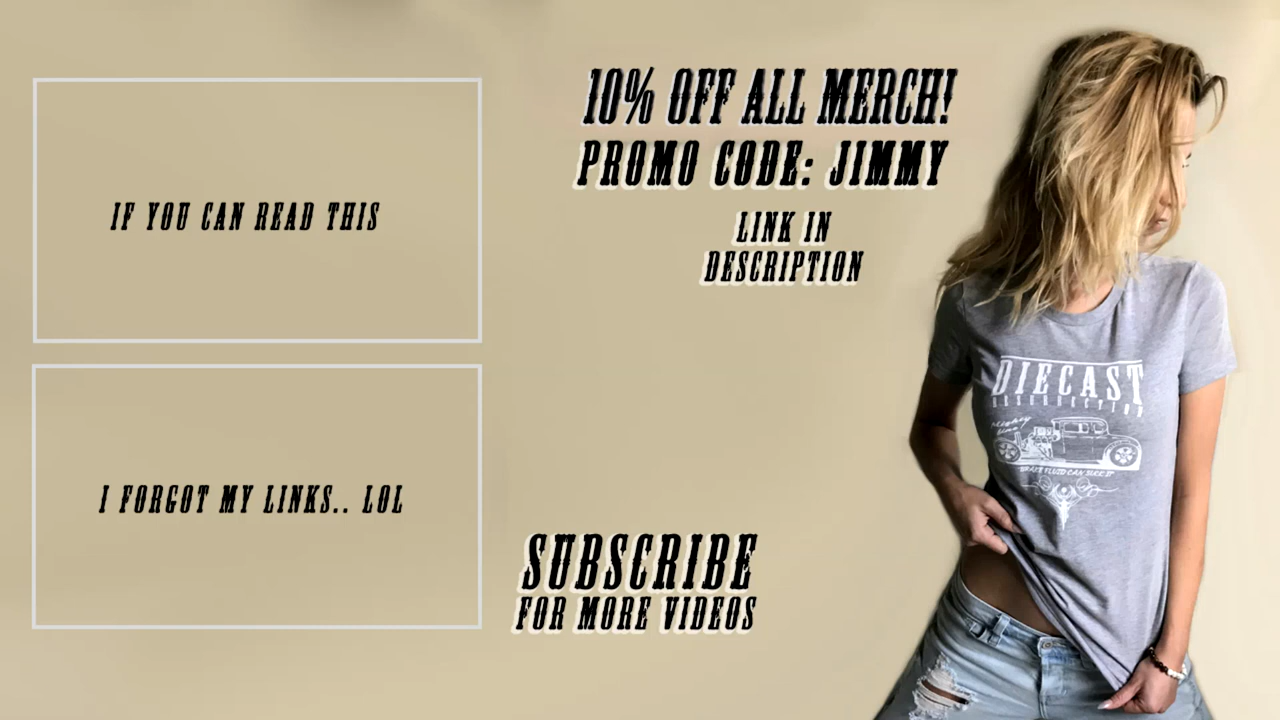 IF YOU CAN READ THIS
I FORGOT MY LINKS.. LOL
10% OFF ALL MERCH!
PROMO CODE: JIMMY
LINK IN
DESCRIPTION
SUBSCRIBE
FOR MORE VIDEOS
DIECAST
RESURRECTION